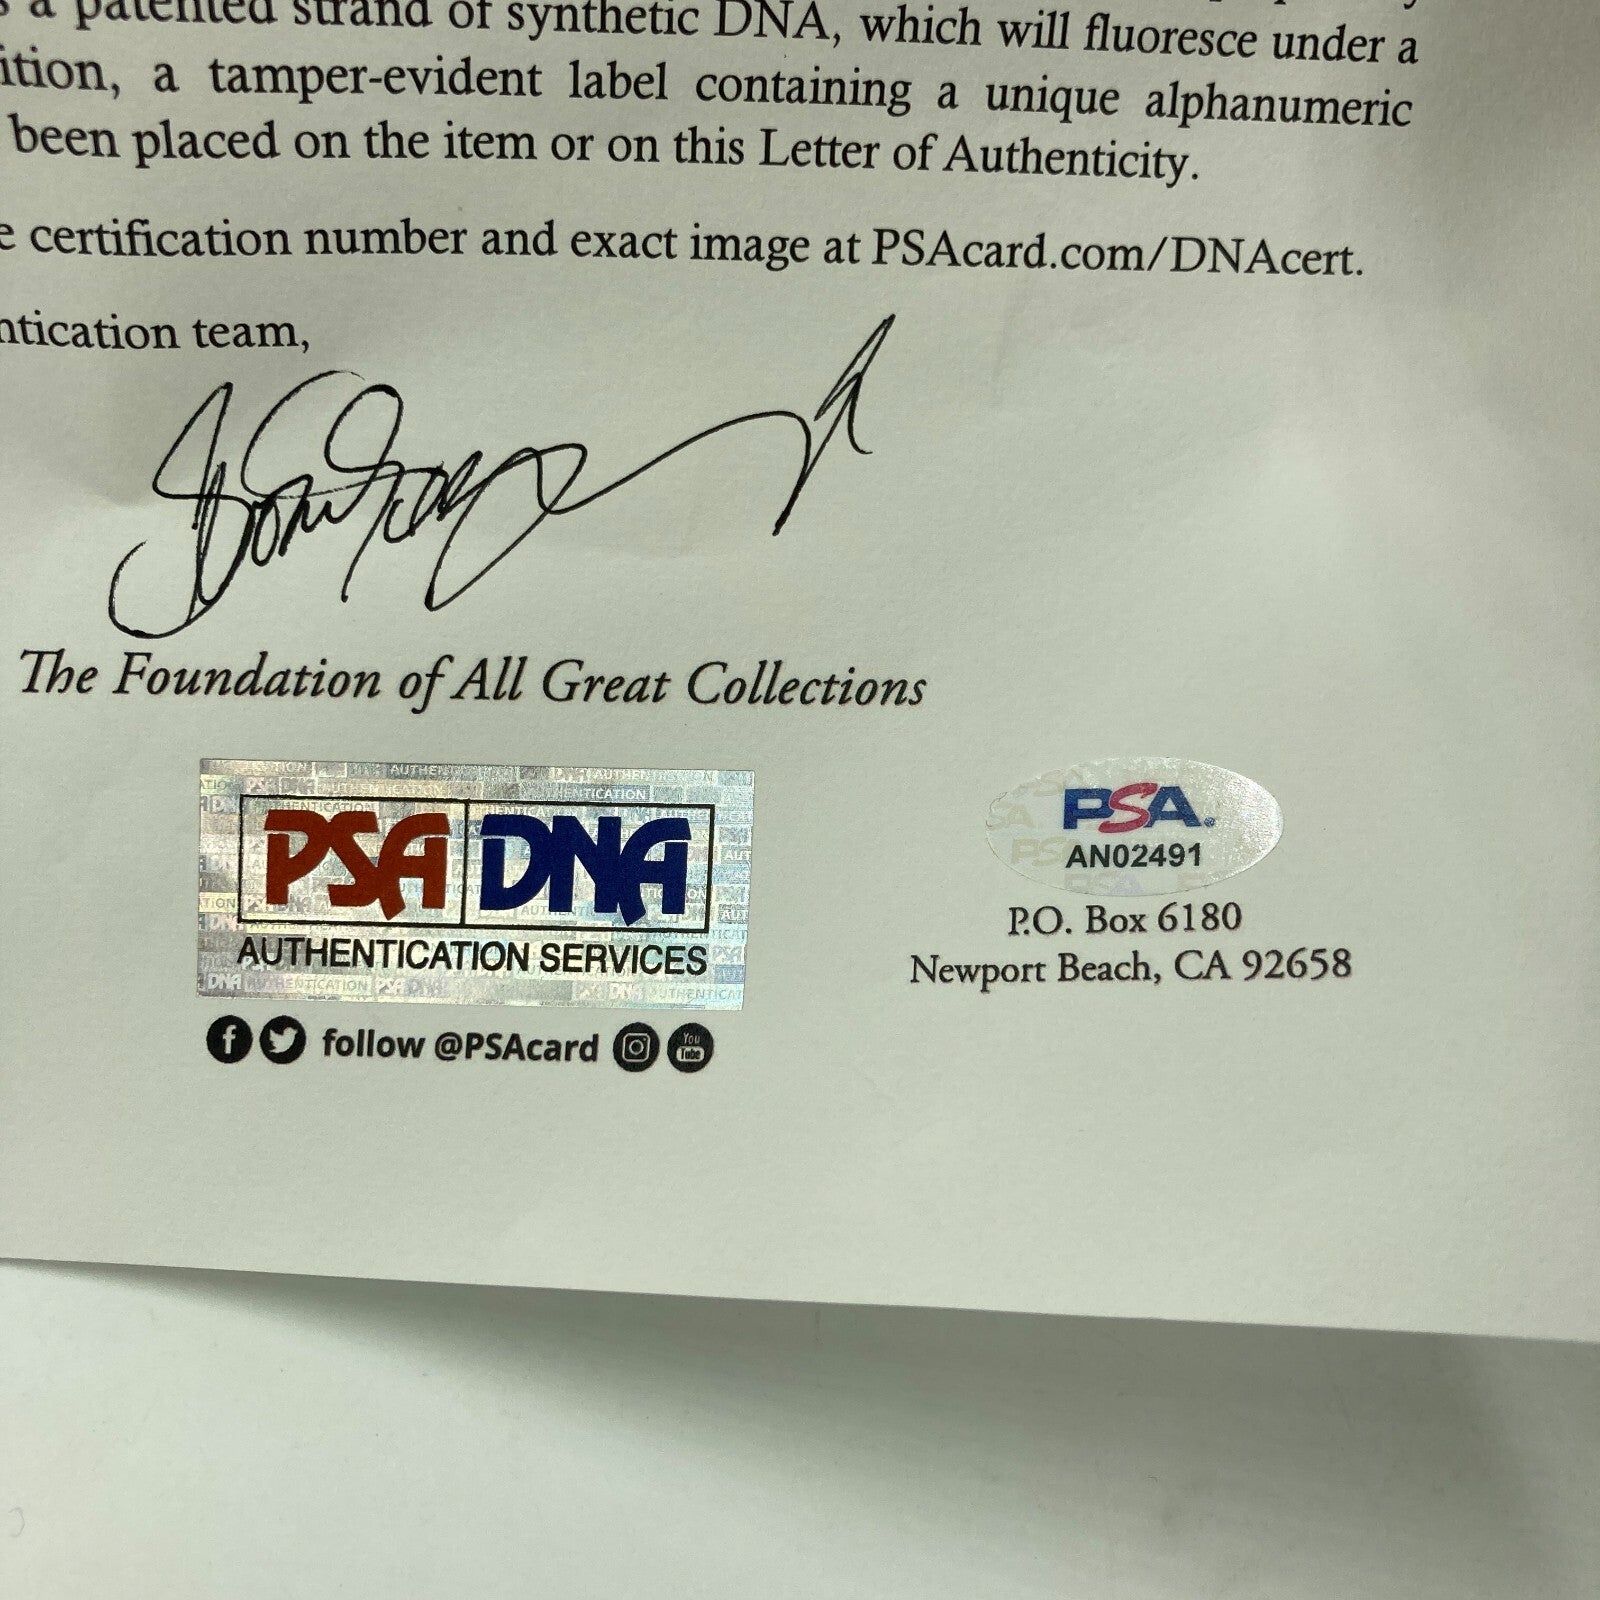 a patented strand of synthetic DNA, which will fluoresce under a
ition, a tamper-evident label containing a unique alphanumeric
been placed on the item or on this Letter of Authenticity.
e certification number and exact image at PSAcard.com/DNAcert.
ntication team,
The Foundation of All Great Collections
PSA DNA
AUTHENTICATION SERVICES
follow @PSAcard
You
Tube
PSA
AN02491
P.O. Box 6180
Newport Beach, CA 92658